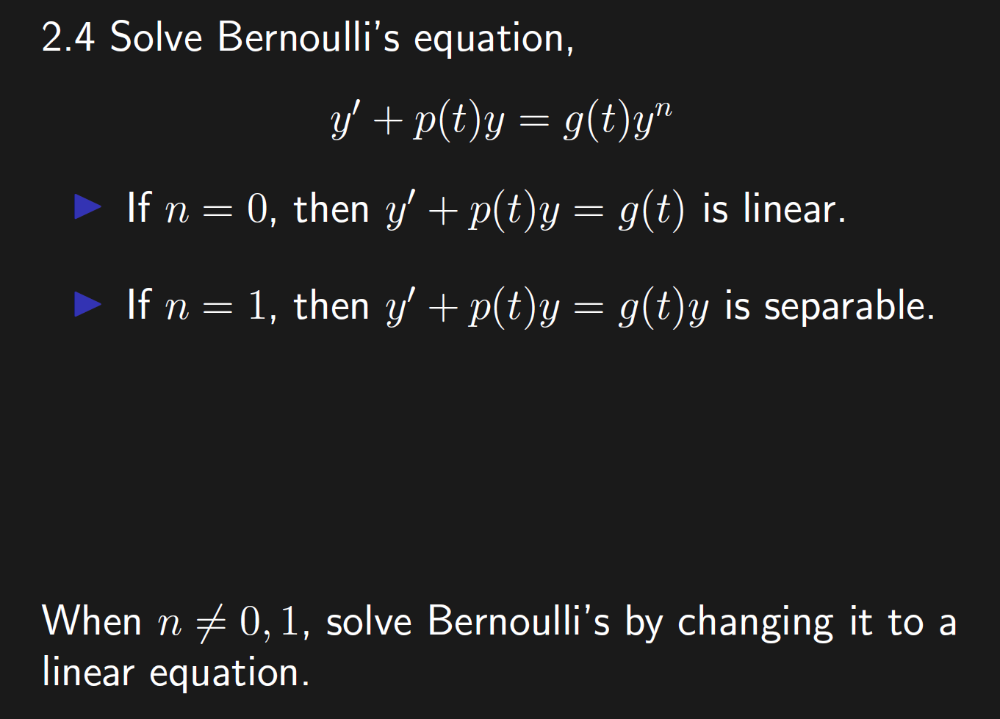 2.4 Solve Bernoulli's equation,
y′ + p(t)y = g(t)yⁿ
▶ If n = 0, then y′ + p(t)y = g(t) is linear.
▶ If n = 1, then y′ + p(t)y = g(t)y is separable.
When n ≠ 0, 1, solve Bernoulli's by changing it to a
linear equation.